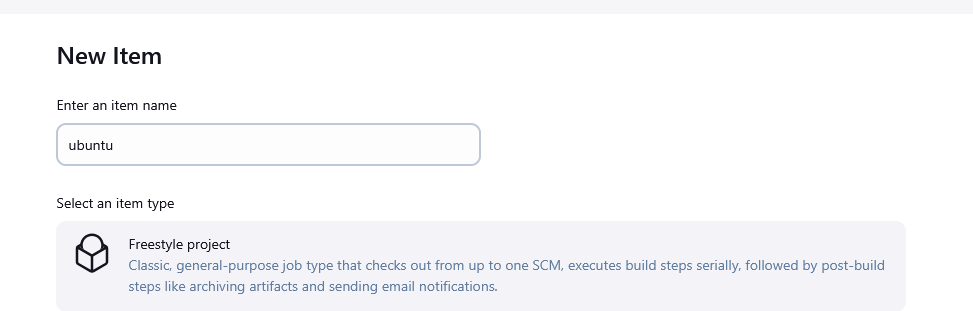 New Item
Enter an item name
ubuntu
Select an item type
Freestyle project
Classic, general-purpose job type that checks out from up to one SCM, executes build steps serially, followed by post-build
steps like archiving artifacts and sending email notifications.